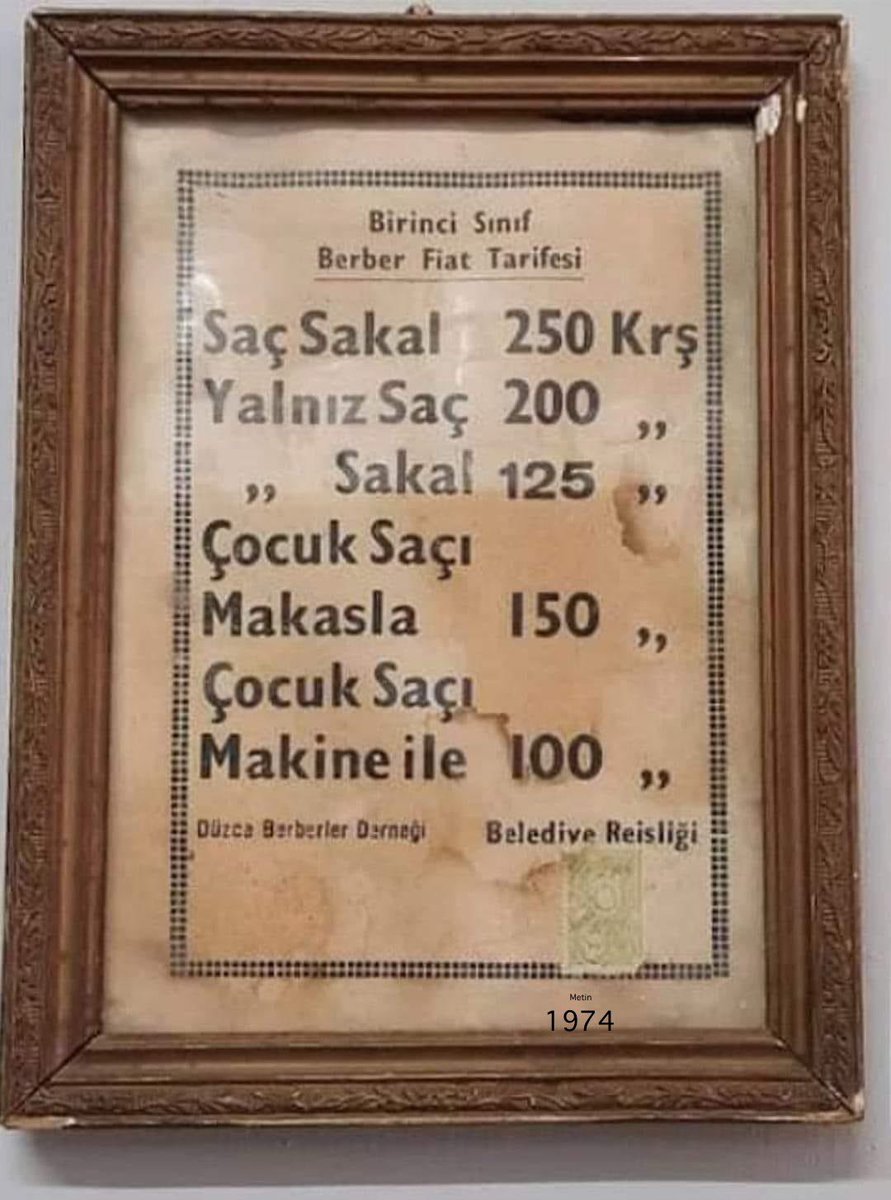 Birinci Sınıf
Berber Fiat Tarifesi
Saç Sakal 250 Krş
Yalnız Saç 200 ,,
,, Sakal 125 ,,
Çocuk Saçı
Makasla 150 ,,
Çocuk Saçı
Makine ile 100 ,,
Düzce Berberler Derneği Belediye Reisliği
Metin
1974